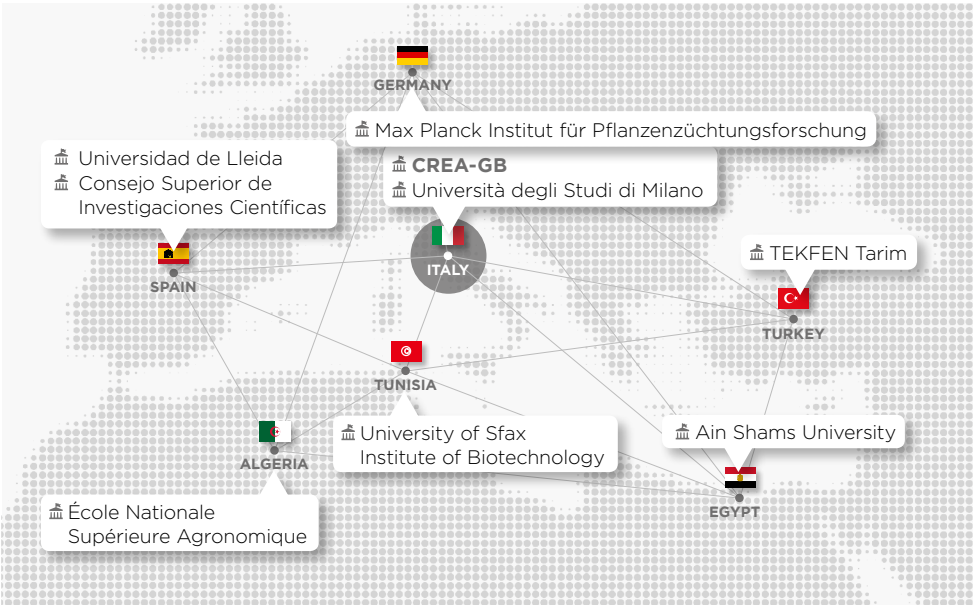 GERMANY
Max Planck Institut für Pflanzenzüchtungsforschung
Universidad de Lleida
Consejo Superior de
Investigaciones Científicas
CREA-GB
Università degli Studi di Milano
SPAIN
ITALY
TEKFEN Tarim
TURKEY
TUNISIA
University of Sfax
Institute of Biotechnology
Ain Shams University
ALGERIA
EGYPT
École Nationale
Supérieure Agronomique